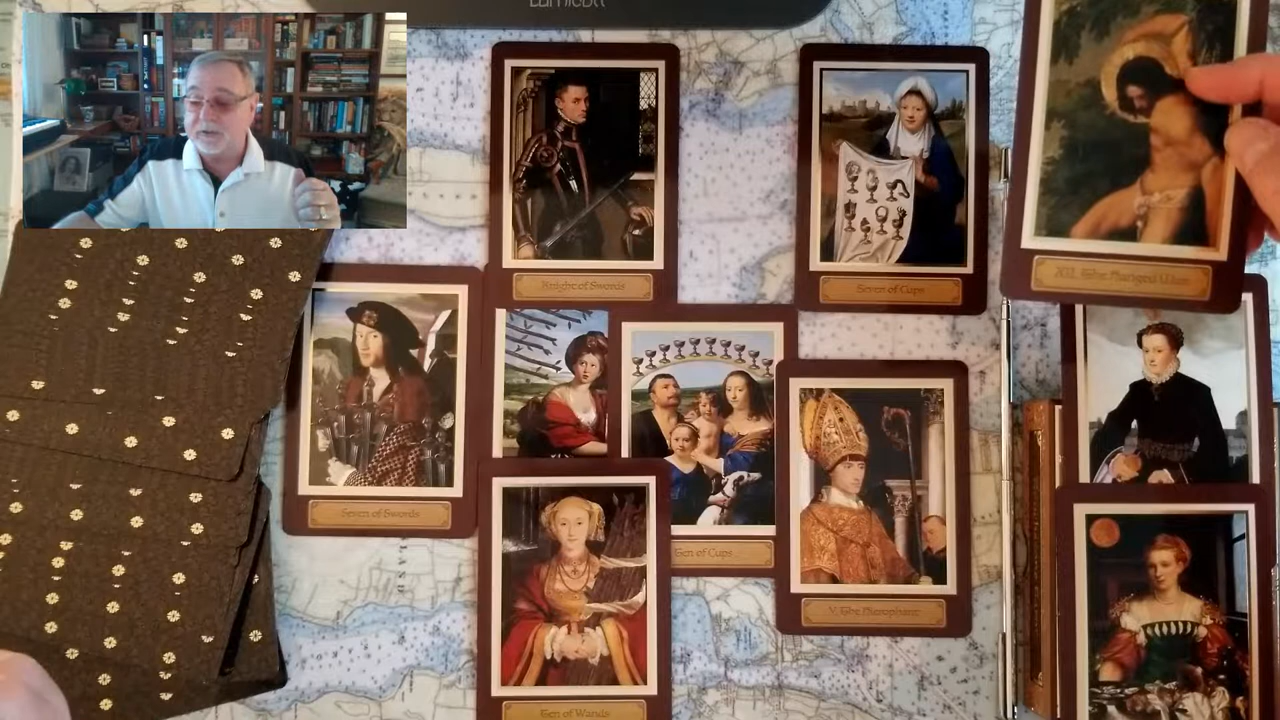 Knight of Swords
Seven of Cups
XII. The Hanged Man
Seven of Swords
Ten of Cups
V. The Hierophant
Ten of Wands
LAND